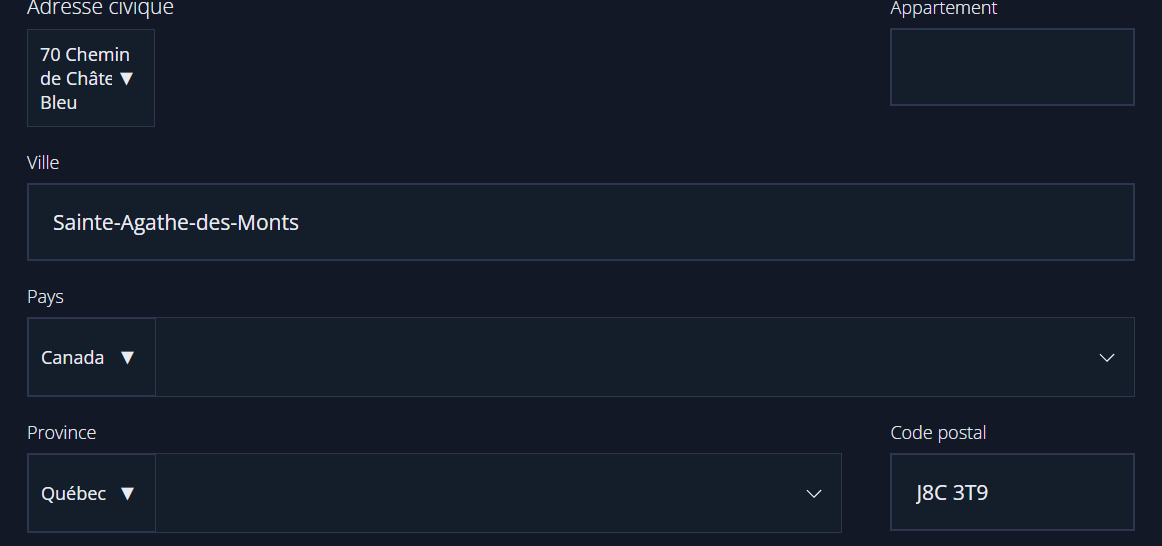 Adresse civique
Appartement
70 Chemin
de Châte ▼
Bleu
Ville
Sainte-Agathe-des-Monts
Pays
Canada ▼
Province
Code postal
Québec ▼
J8C 3T9